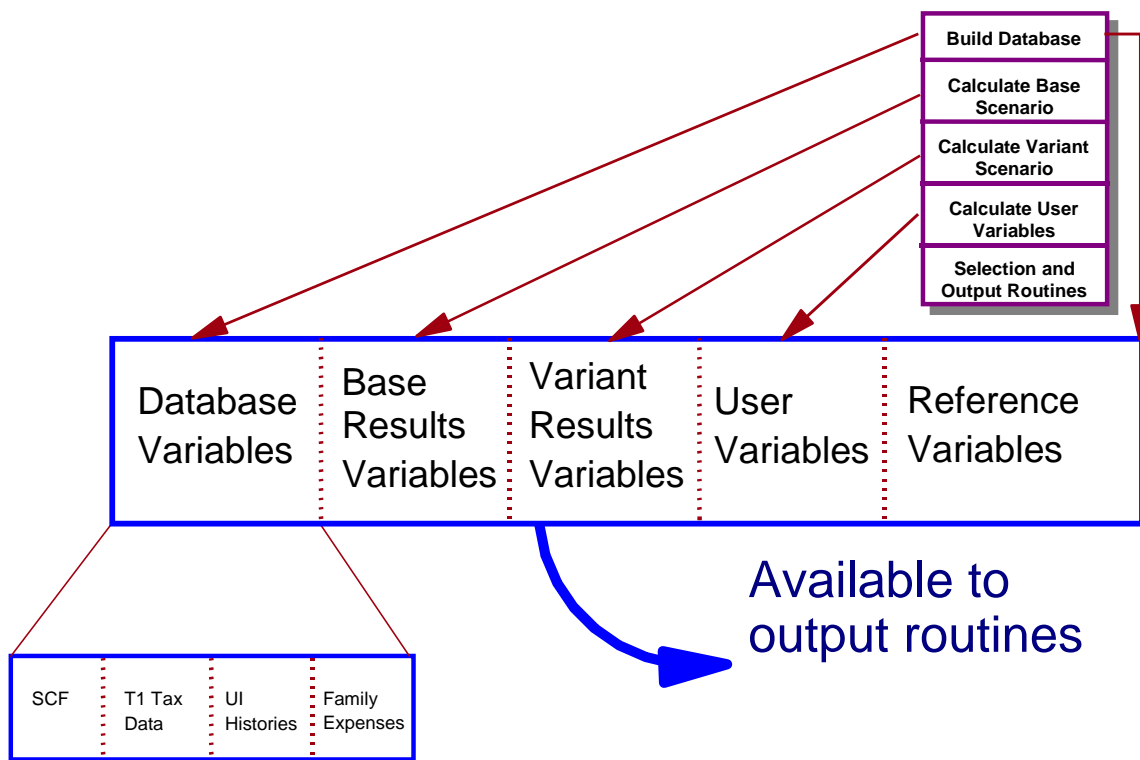 Build Database
Calculate Base
Scenario
Calculate Variant
Scenario
Calculate User
Variables
Selection and
Output Routines
Database
Variables
Base
Results
Variables
Variant
Results
Variables
User
Variables
Reference
Variables
Available to
output routines
SCF
T1 Tax
Data
UI
Histories
Family
Expenses